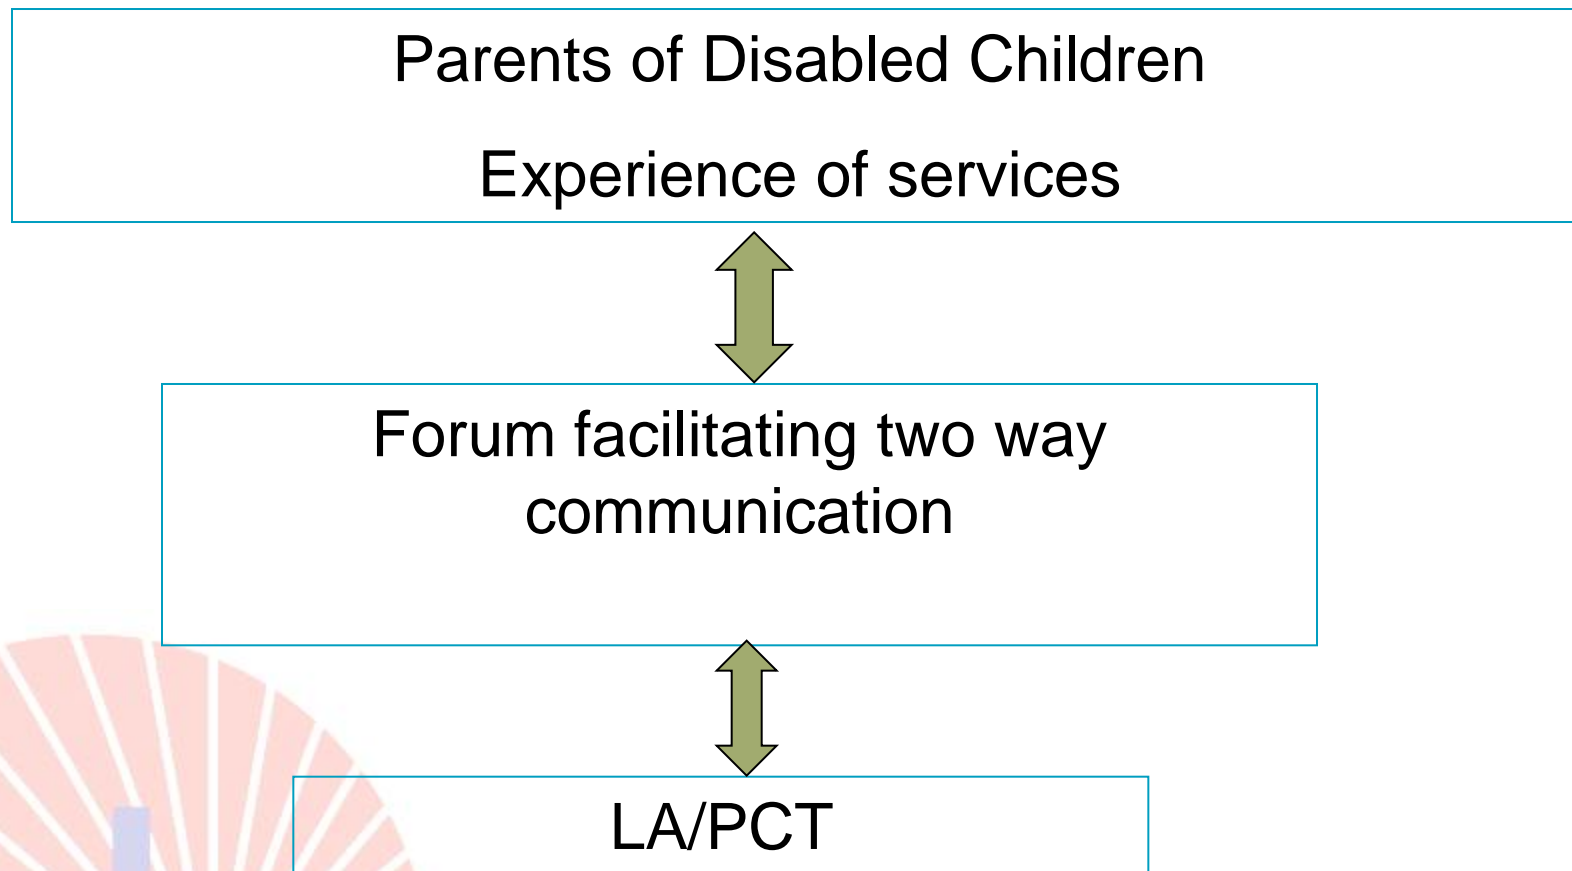 Parents of Disabled Children
Experience of services
Forum facilitating two way
communication
LA/PCT